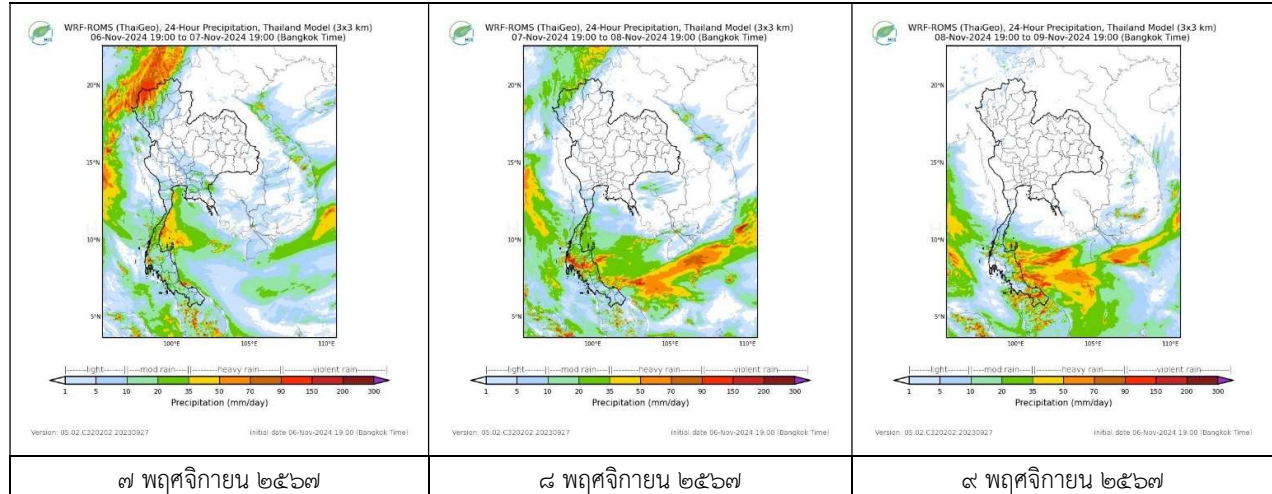 WRF-ROMS (ThaiGeo), 24-Hour Precipitation, Thailand Model (3x3 km)
06-Nov-2024 19:00 to 07-Nov-2024 19:00 (Bangkok Time)
20°N
15°N
10°N
5°N
100°E 105°E 110°E
|--------light--------||---mod rain---||-----heavy rain-----||------violent rain------|
1 5 10 20 35 50 70 90 150 200 300
Precipitation (mm/day)
Version: 05.02.C320202.20230927 initial date 06-Nov-2024 19:00 (Bangkok Time)
๗ พฤศจิกายน ๒๕๖๗
WRF-ROMS (ThaiGeo), 24-Hour Precipitation, Thailand Model (3x3 km)
07-Nov-2024 19:00 to 08-Nov-2024 19:00 (Bangkok Time)
20°N
15°N
10°N
5°N
100°E 105°E 110°E
|--------light--------||---mod rain---||-----heavy rain-----||------violent rain------|
1 5 10 20 35 50 70 90 150 200 300
Precipitation (mm/day)
Version: 05.02.C320202.20230927 initial date 06-Nov-2024 19:00 (Bangkok Time)
๘ พฤศจิกายน ๒๕๖๗
WRF-ROMS (ThaiGeo), 24-Hour Precipitation, Thailand Model (3x3 km)
08-Nov-2024 19:00 to 09-Nov-2024 19:00 (Bangkok Time)
20°N
15°N
10°N
5°N
100°E 105°E 110°E
|--------light--------||---mod rain---||-----heavy rain-----||------violent rain------|
1 5 10 20 35 50 70 90 150 200 300
Precipitation (mm/day)
Version: 05.02.C320202.20230927 initial date 06-Nov-2024 19:00 (Bangkok Time)
๙ พฤศจิกายน ๒๕๖๗